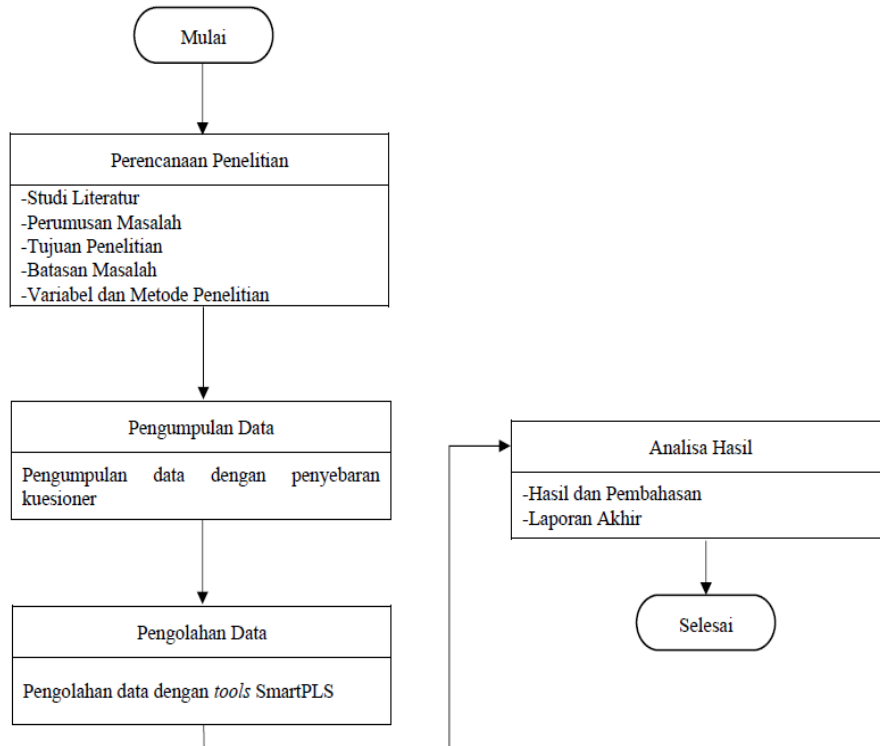 Mulai
Perencanaan Penelitian
-Studi Literatur
-Perumusan Masalah
-Tujuan Penelitian
-Batasan Masalah
-Variabel dan Metode Penelitian
Pengumpulan Data
Pengumpulan data dengan penyebaran
kuesioner
Pengolahan Data
Pengolahan data dengan tools SmartPLS
Analisa Hasil
-Hasil dan Pembahasan
-Laporan Akhir
Selesai